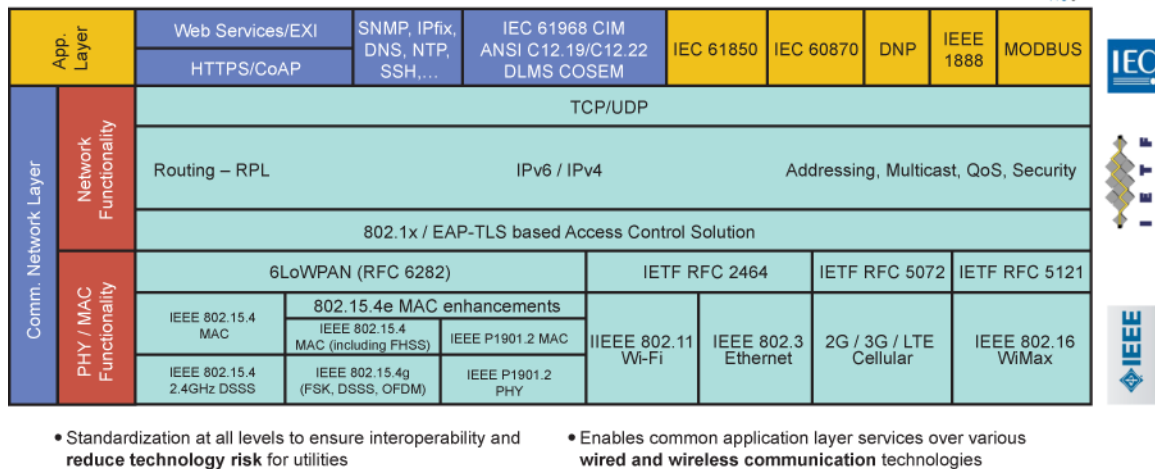 App.
Layer
Web Services/EXI
HTTPS/CoAP
SNMP, IPfix,
DNS, NTP,
SSH,...
IEC 61968 CIM
ANSI C12.19/C12.22
DLMS COSEM
IEC 61850
IEC 60870
DNP
IEEE
1888
MODBUS
IEC
Comm. Network Layer
Network
Functionality
TCP/UDP
Routing – RPL
IPv6 / IPv4
Addressing, Multicast, QoS, Security
802.1x / EAP-TLS based Access Control Solution
IETF
PHY / MAC
Functionality
6LoWPAN (RFC 6282)
IETF RFC 2464
IETF RFC 5072
IETF RFC 5121
IEEE 802.15.4
MAC
802.15.4e MAC enhancements
IEEE 802.15.4
MAC (including FHSS)
IEEE P1901.2 MAC
IEEE 802.15.4
2.4GHz DSSS
IEEE 802.15.4g
(FSK, DSSS, OFDM)
IEEE P1901.2
PHY
IIEEE 802.11
Wi-Fi
IEEE 802.3
Ethernet
2G / 3G / LTE
Cellular
IEEE 802.16
WiMax
IEEE
• Standardization at all levels to ensure interoperability and
reduce technology risk for utilities
• Enables common application layer services over various
wired and wireless communication technologies